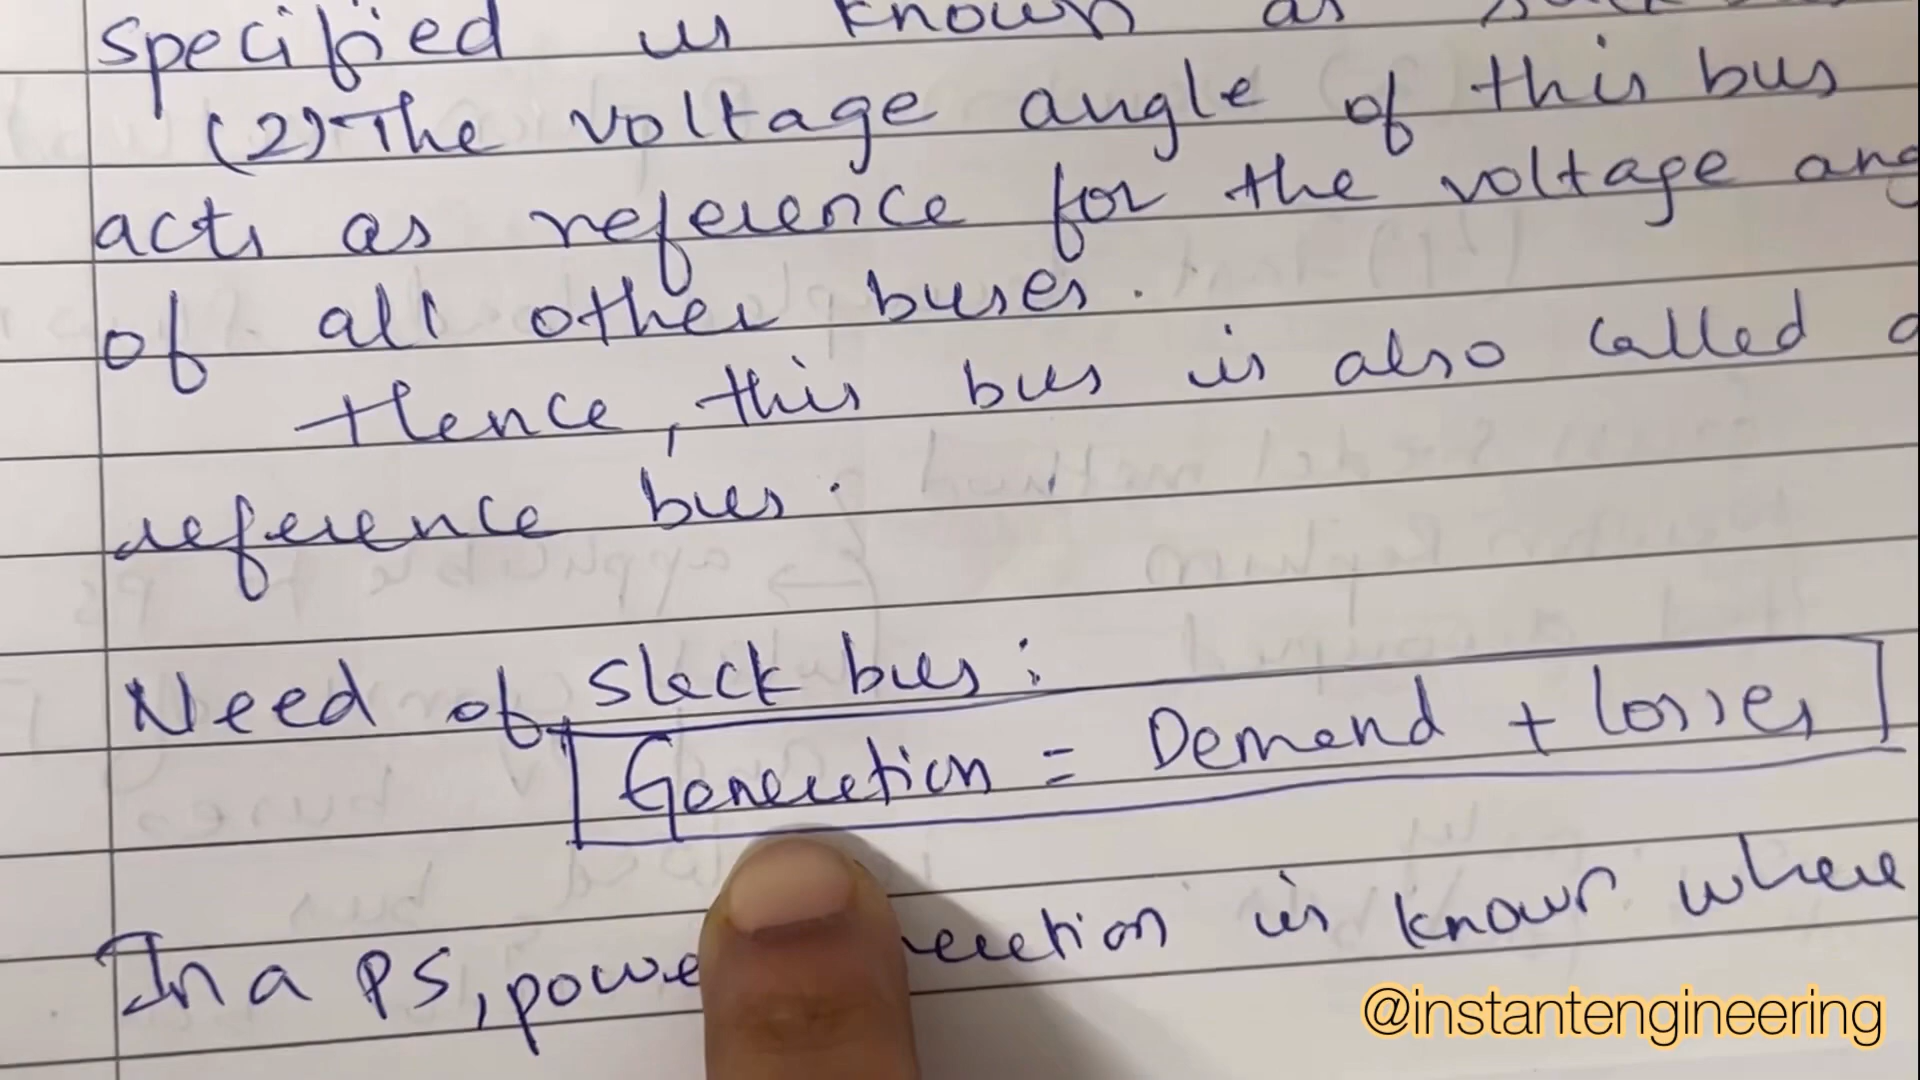 specified is known as
(2) The voltage angle of this bus
acts as reference for the voltage ang
of all other buses.
Hence, this bus is also called a
reference bus.
Need of Slack bus:
Generation = Demand + losses
In a PS, powe is known where
@instantengineering